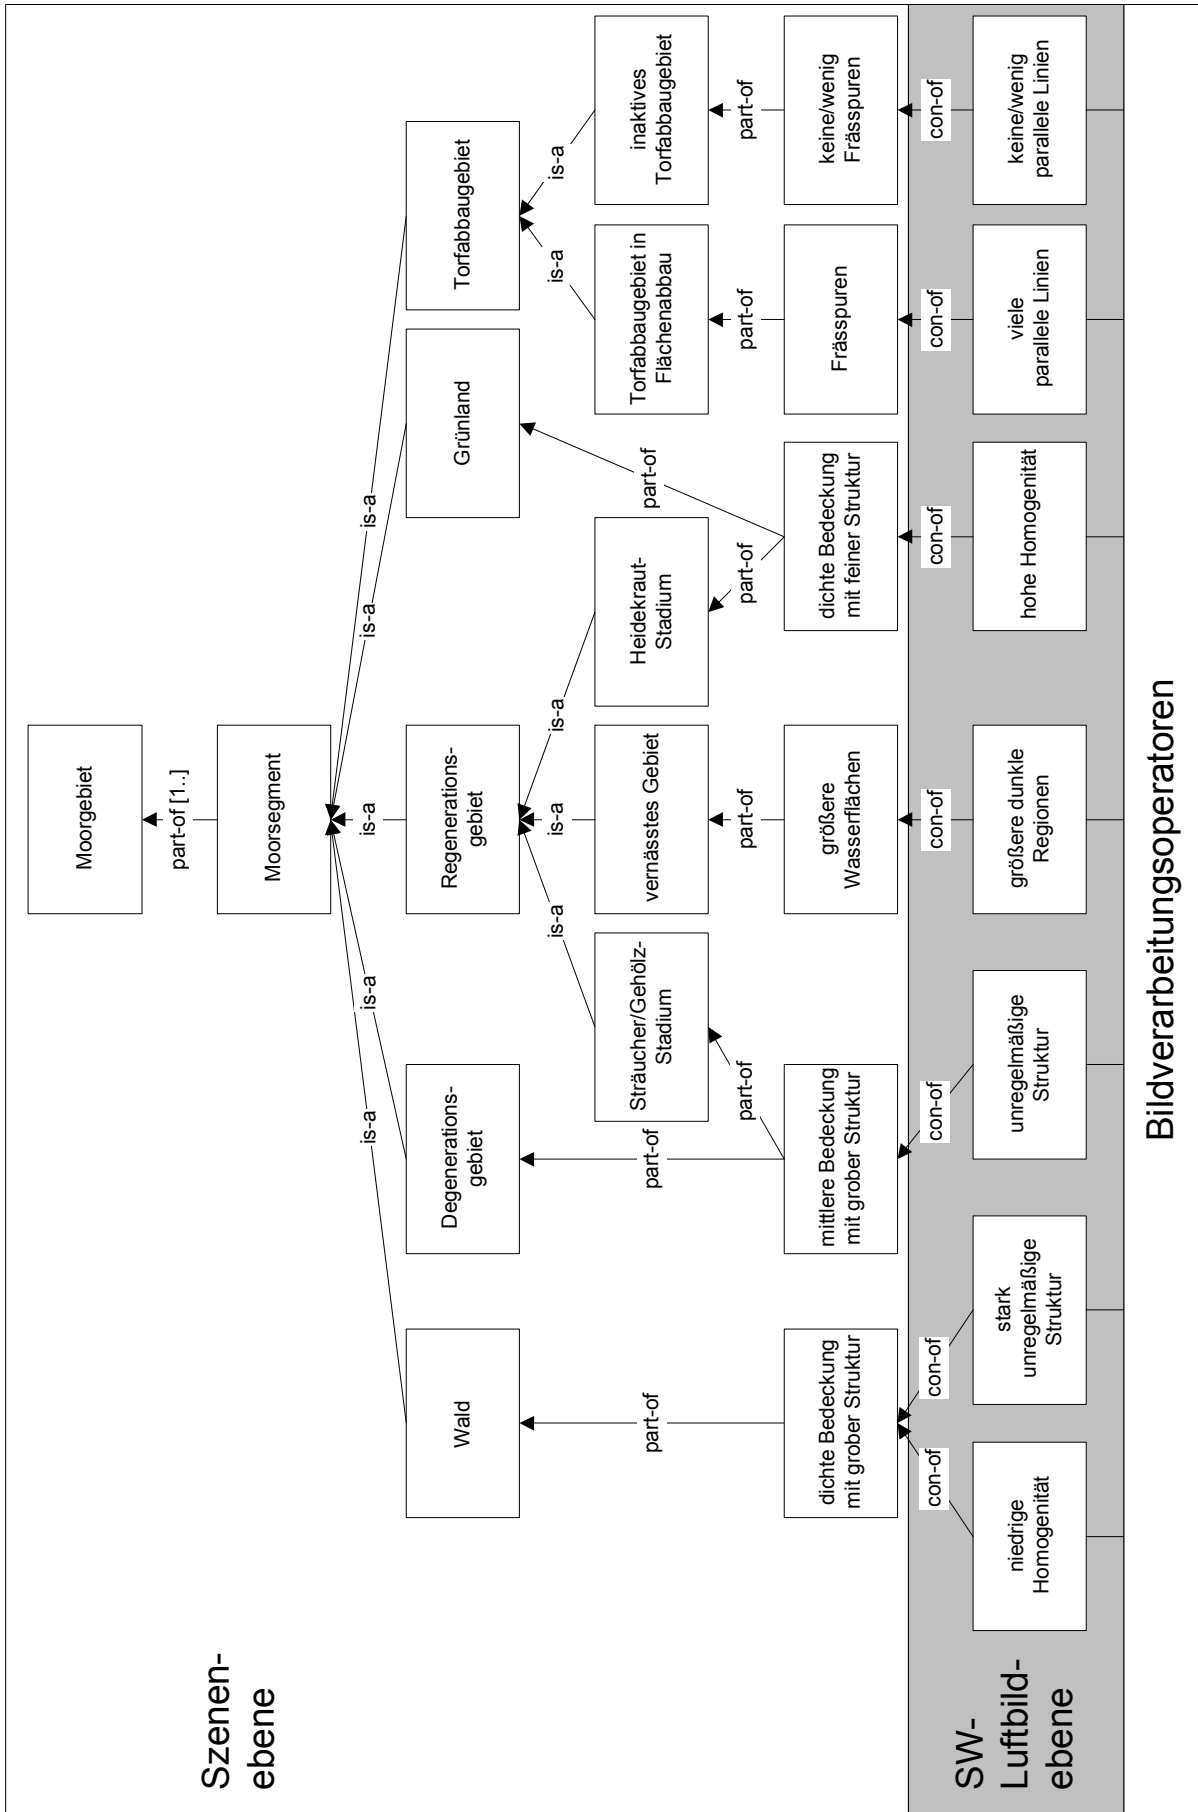 Szenen-
ebene
Moorgebiet
part-of [1..]
Moorsegment
is-a
is-a
is-a
is-a
is-a
Wald
Degenerations-
gebiet
Regenerations-
gebiet
Grünland
Torfabbaugebiet
is-a
is-a
is-a
is-a
is-a
Sträucher/Gehölz-
Stadium
vernässtes Gebiet
Heidekraut-
Stadium
Torfabbaugebiet in
Flächenabbau
inaktives
Torfabbaugebiet
part-of
part-of
part-of
part-of
part-of
part-of
part-of
part-of
dichte Bedeckung
mit grober Struktur
mittlere Bedeckung
mit grober Struktur
größere
Wasserflächen
dichte Bedeckung
mit feiner Struktur
Frässpuren
keine/wenig
Frässpuren
con-of
con-of
con-of
con-of
con-of
con-of
con-of
SW-
Luftbild-
ebene
niedrige
Homogenität
stark
unregelmäßige
Struktur
unregelmäßige
Struktur
größere dunkle
Regionen
hohe Homogenität
viele
parallele Linien
keine/wenig
parallele Linien
Bildverarbeitungsoperatoren